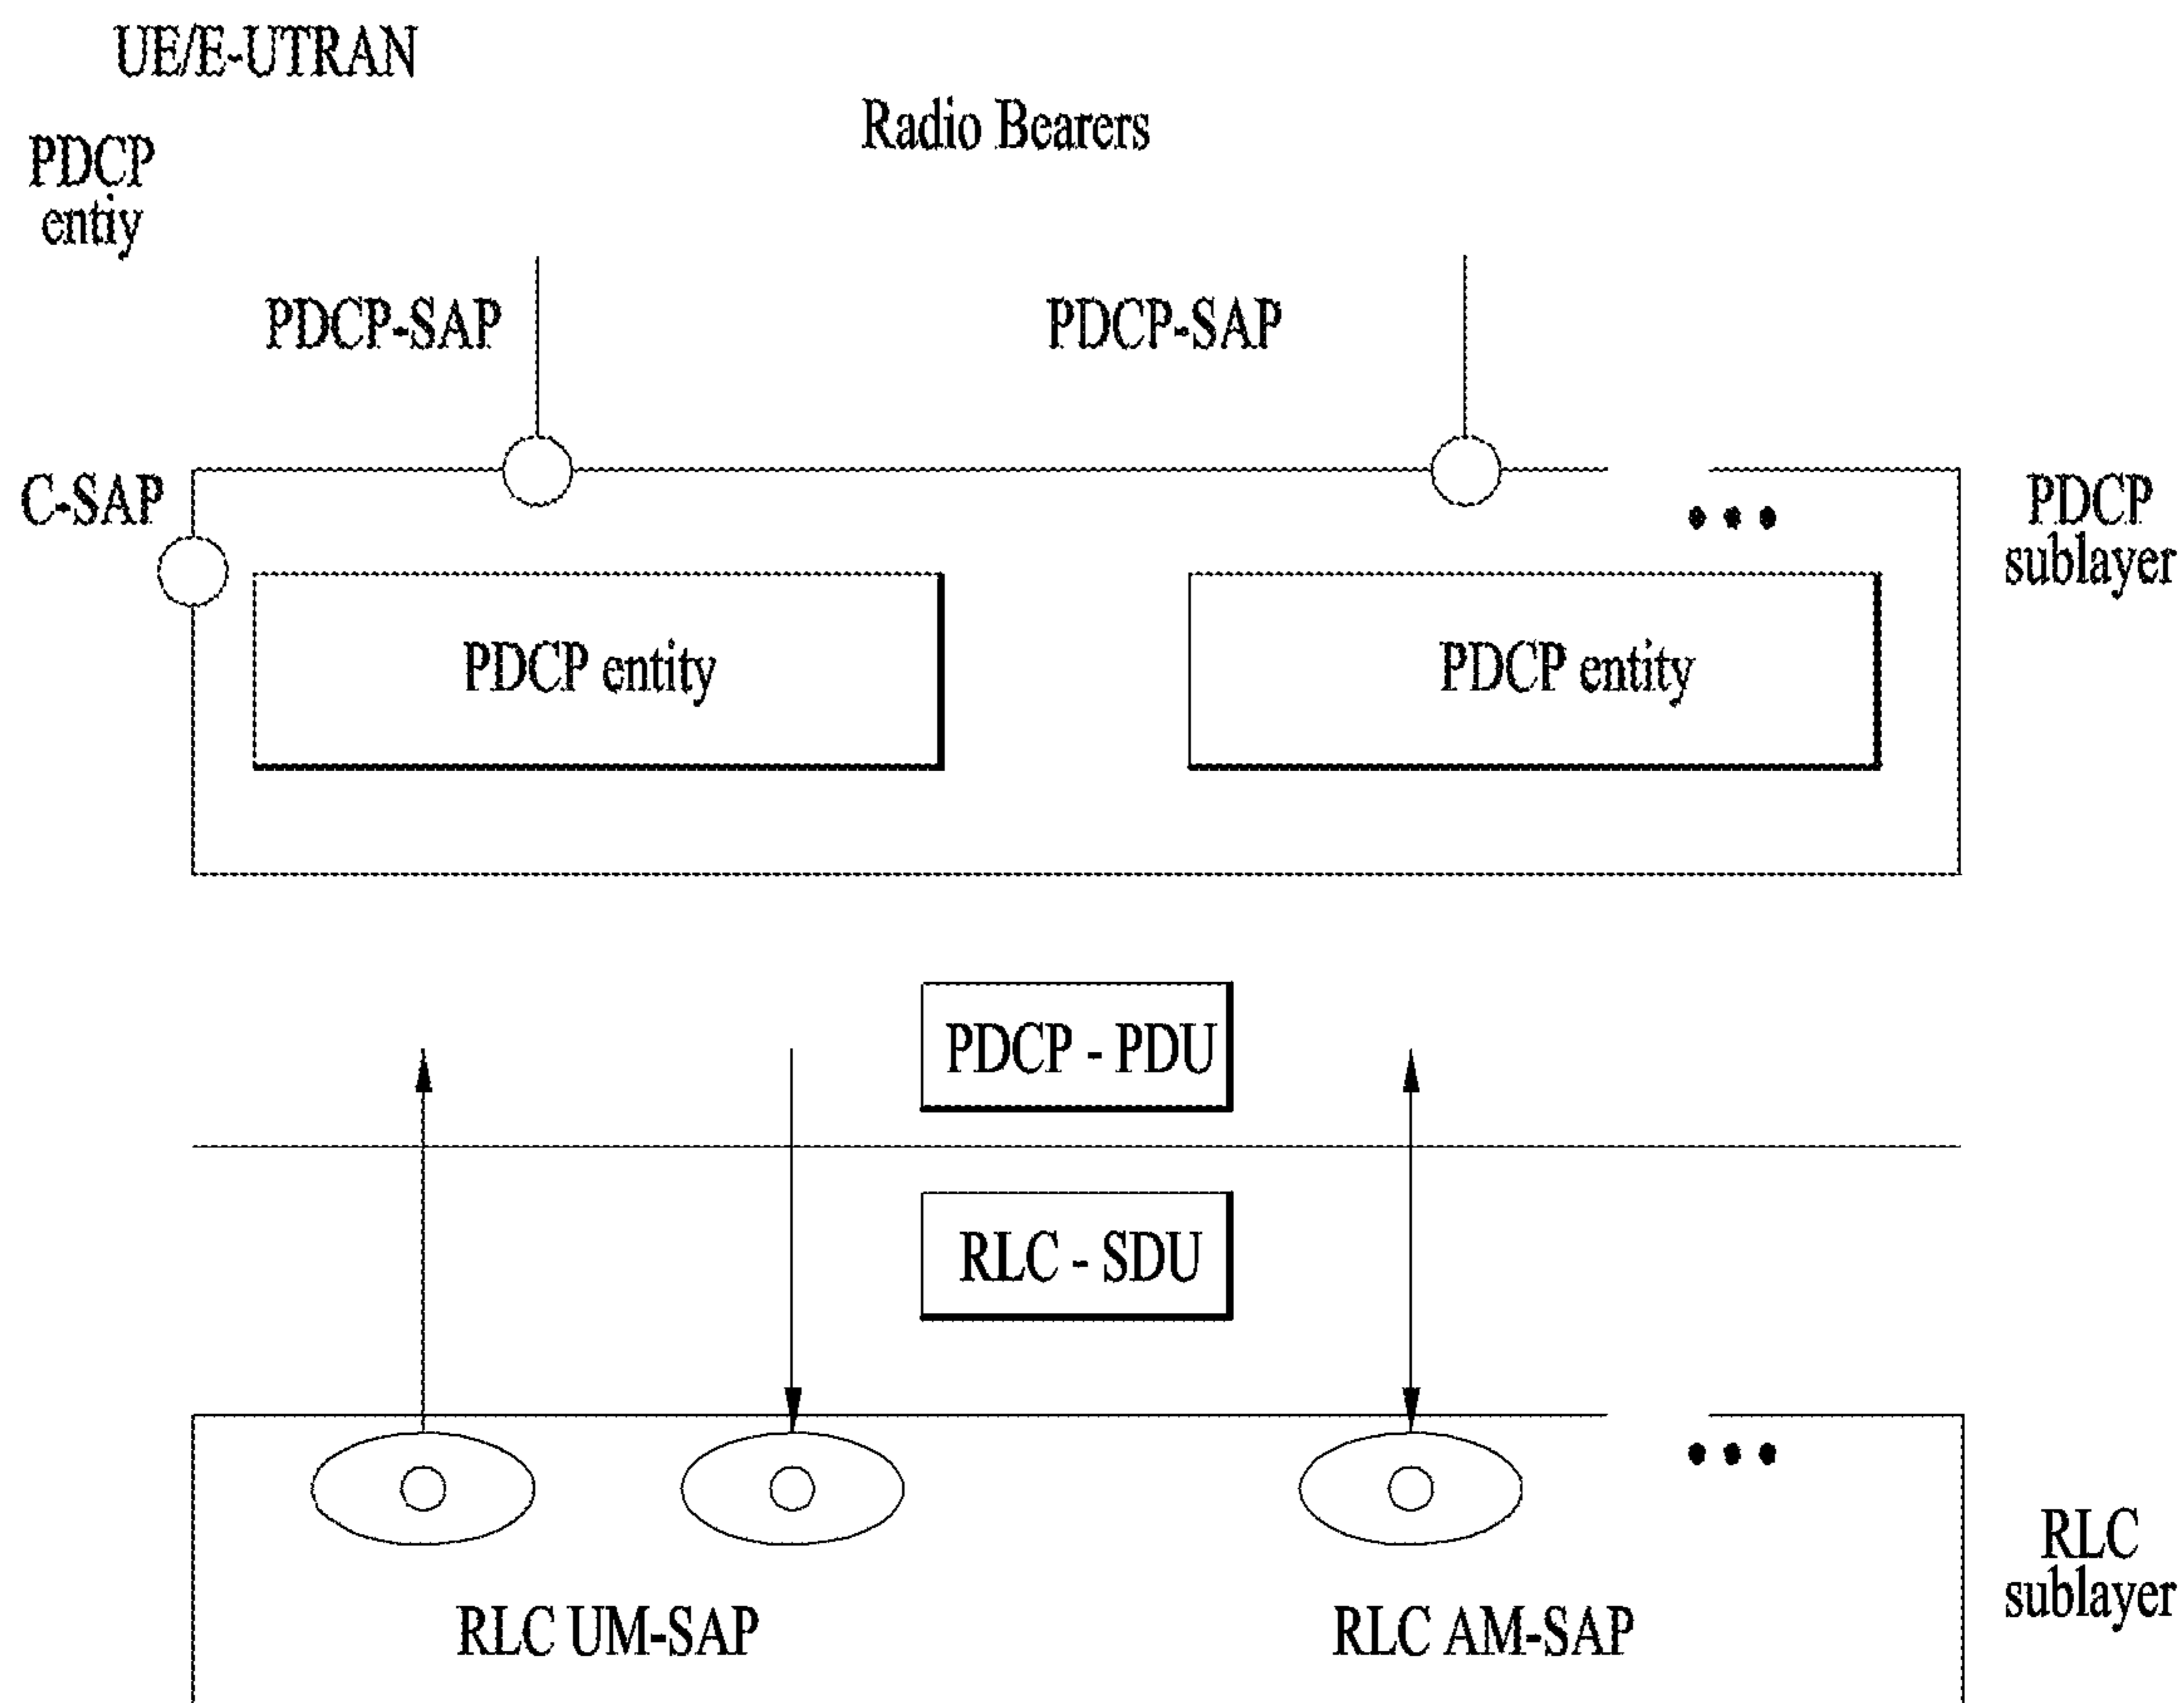 UE/E-UTRAN
Radio Bearers
PDCP
entiy
PDCP-SAP
PDCP-SAP
C-SAP
PDCP
sublayer
PDCP entity
PDCP entity
PDCP - PDU
RLC - SDU
RLC
sublayer
RLC UM-SAP
RLC AM-SAP